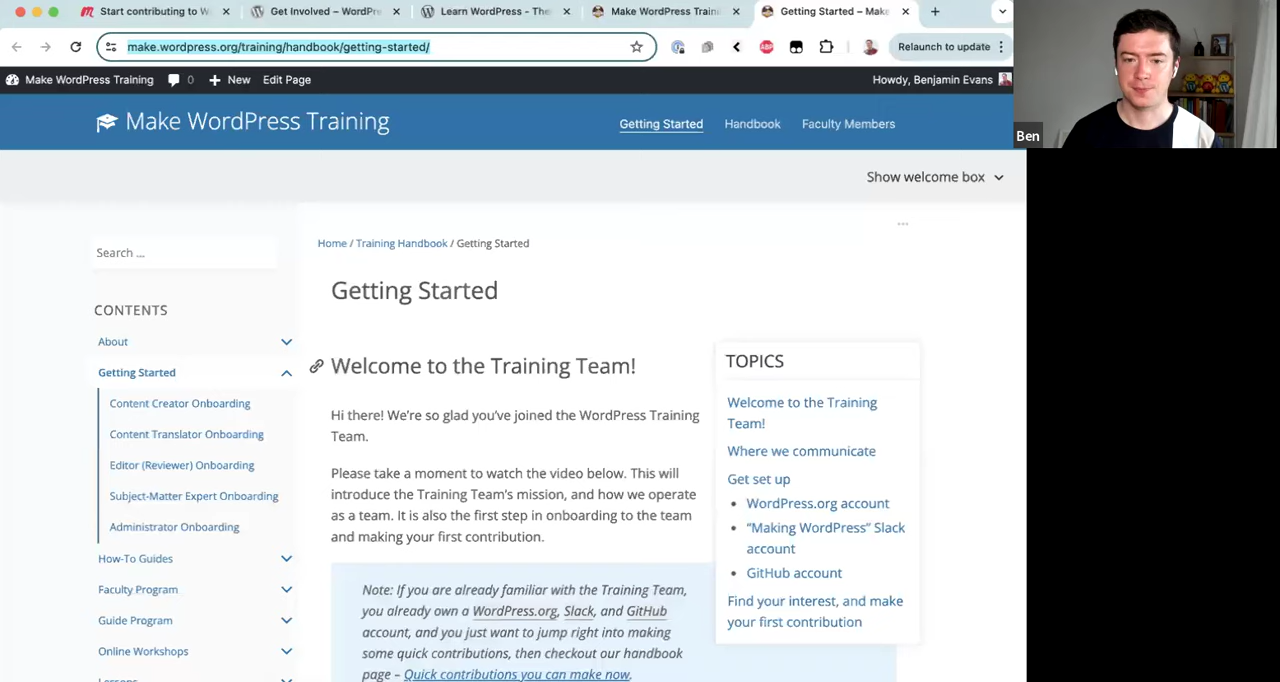 Start contributing to W
Get Involved – WordPre
Learn WordPress - The
Make WordPress Traini
Getting Started – Make
make.wordpress.org/training/handbook/getting-started/
ABP
Relaunch to update
Make WordPress Training
0
New
Edit Page
Howdy, Benjamin Evans
Make WordPress Training
Getting Started
Handbook
Faculty Members
Ben
Show welcome box
Search ...
Home / Training Handbook / Getting Started
CONTENTS
About
Getting Started
Content Creator Onboarding
Content Translator Onboarding
Editor (Reviewer) Onboarding
Subject-Matter Expert Onboarding
Administrator Onboarding
How-To Guides
Faculty Program
Guide Program
Online Workshops
Lessons
Getting Started
Welcome to the Training Team!
Hi there! We're so glad you've joined the WordPress Training
Team.
Please take a moment to watch the video below. This will
introduce the Training Team's mission, and how we operate
as a team. It is also the first step in onboarding to the team
and making your first contribution.
Note: If you are already familiar with the Training Team,
you already own a WordPress.org, Slack, and GitHub
account, and you just want to jump right into making
some quick contributions, then checkout our handbook
page – Quick contributions you can make now.
TOPICS
Welcome to the Training
Team!
Where we communicate
Get set up
WordPress.org account
“Making WordPress” Slack
account
GitHub account
Find your interest, and make
your first contribution